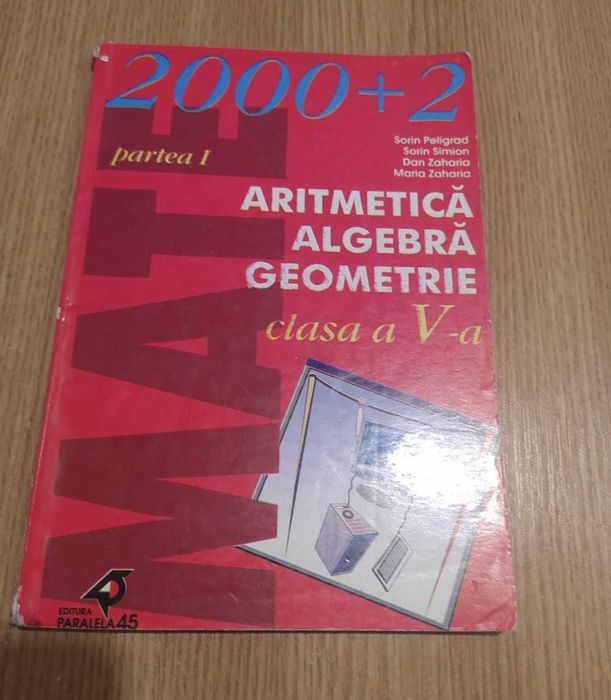 2000+2
partea I
Sorin Peligrad
Sorin Simion
Dan Zaharia
Maria Zaharia
MATE
ARITMETICĂ
ALGEBRĂ
GEOMETRIE
clasa a V-a
45
EDITURA
PARALELA 45